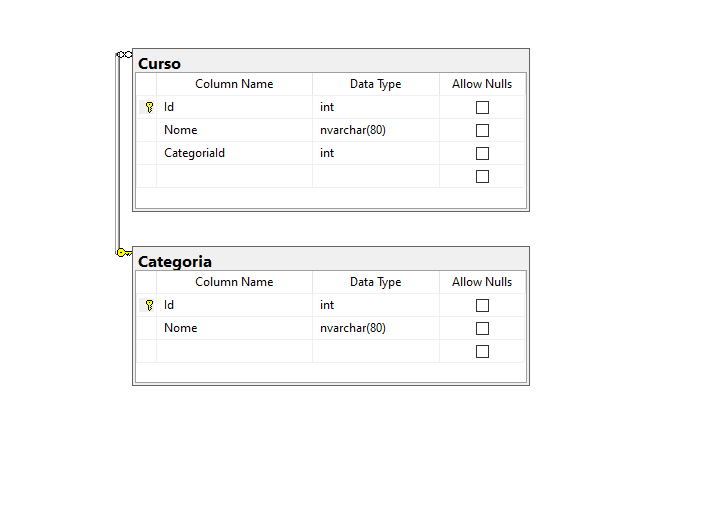 Curso
Column Name Data Type Allow Nulls
Id int
Nome nvarchar(80)
CategoriaId int
Categoria
Column Name Data Type Allow Nulls
Id int
Nome nvarchar(80)